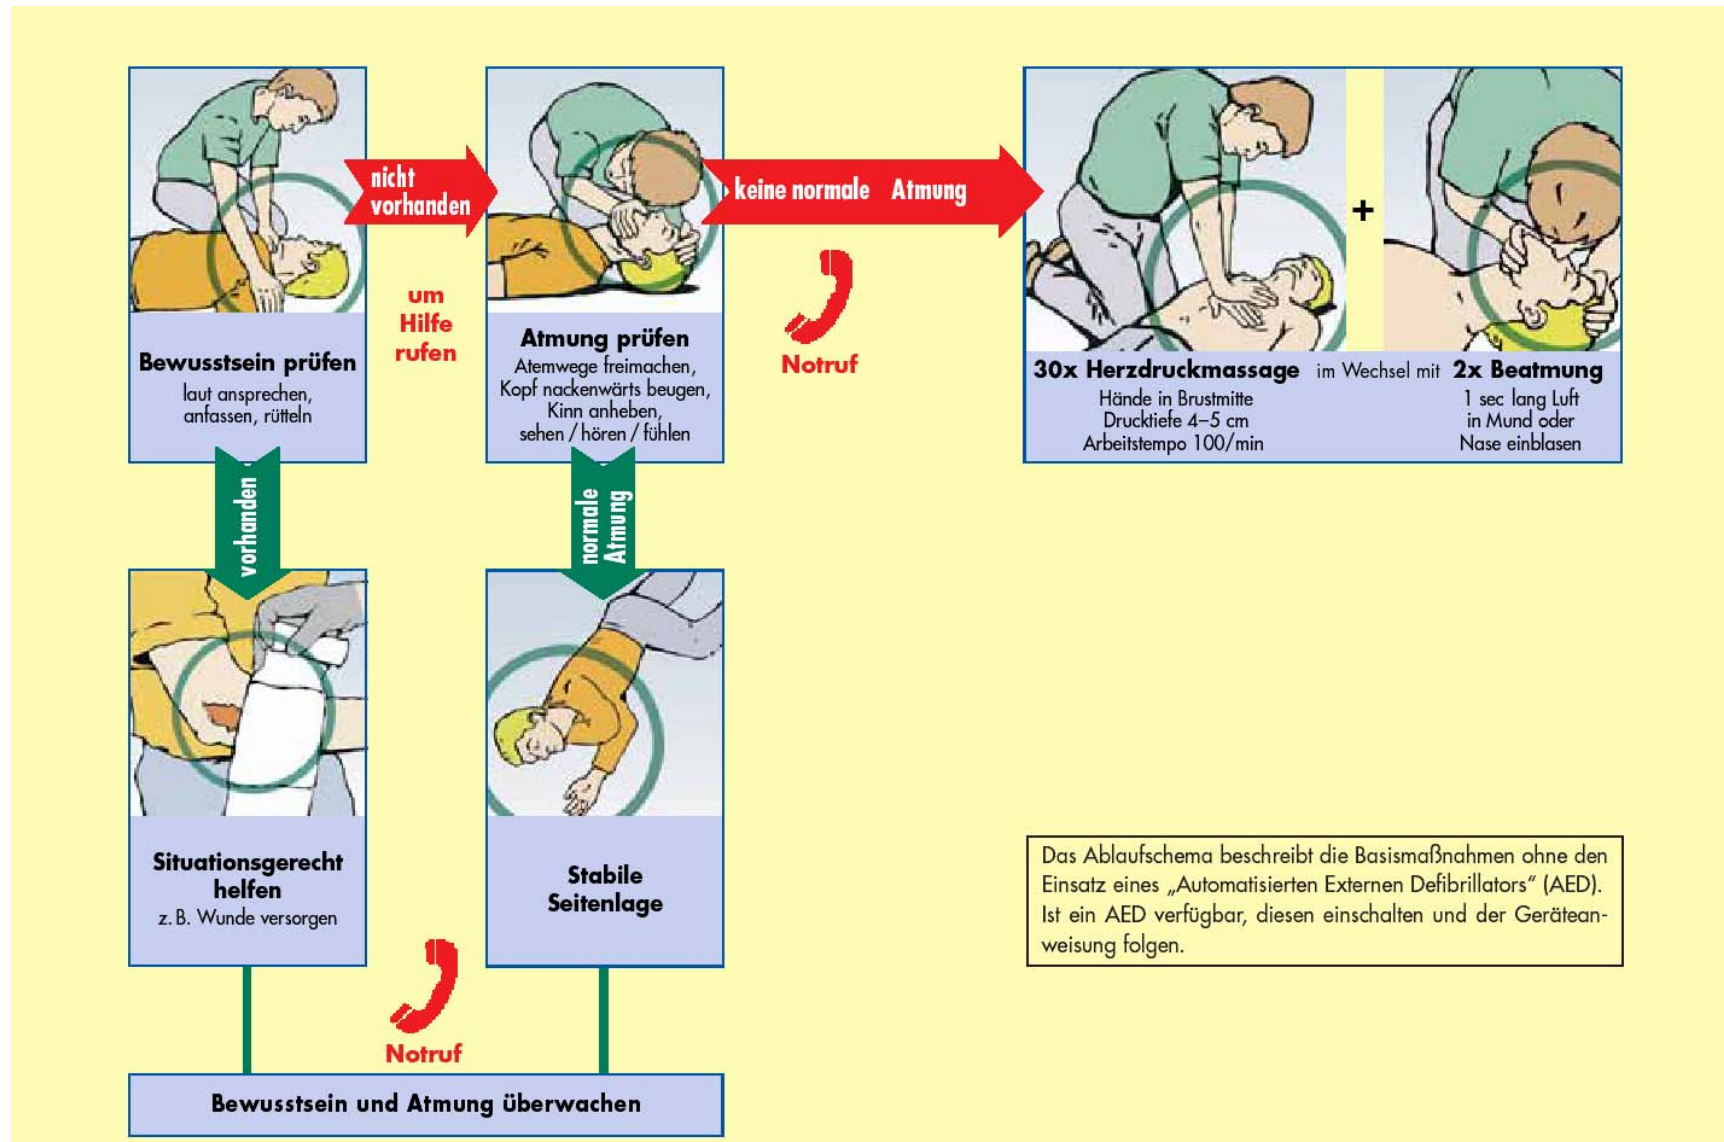 nicht
vorhanden
um
Hilfe
rufen
keine normale Atmung
Notruf
+
Bewusstsein prüfen
laut ansprechen,
anfassen, rütteln
Atmung prüfen
Atemwege freimachen,
Kopf nackenwärts beugen,
Kinn anheben,
sehen / hören / fühlen
30x Herzdruckmassage im Wechsel mit 2x Beatmung
Hände in Brustmitte
Drucktiefe 4–5 cm
Arbeitstempo 100/min
1 sec lang Luft
in Mund oder
Nase einblasen
vorhanden
normale
Atmung
Situationsgerecht
helfen
z. B. Wunde versorgen
Stabile
Seitenlage
Das Ablaufschema beschreibt die Basismaßnahmen ohne den
Einsatz eines „Automatisierten Externen Defibrillators“ (AED).
Ist ein AED verfügbar, diesen einschalten und der Gerätean-
weisung folgen.
Notruf
Bewusstsein und Atmung überwachen